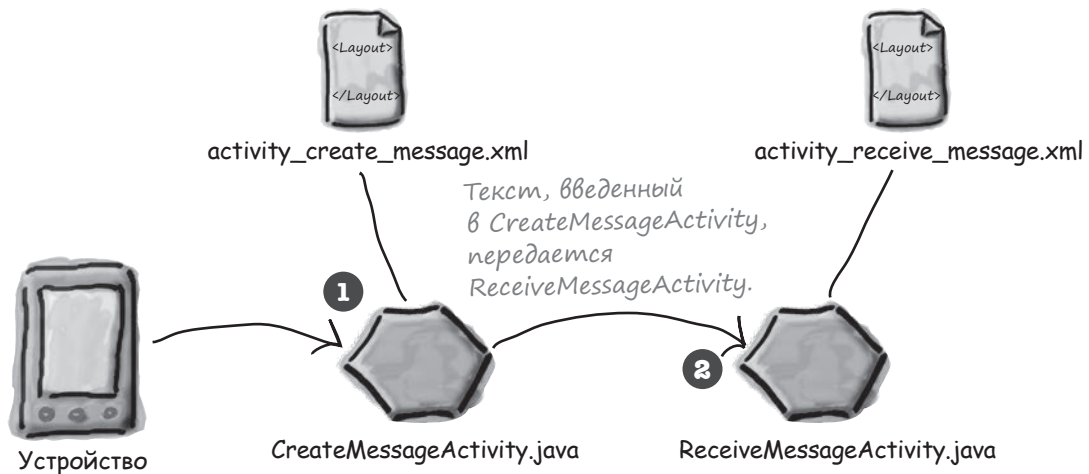 <Layout>
</Layout>
activity_create_message.xml
<Layout>
</Layout>
activity_receive_message.xml
Текст, введенный
в CreateMessageActivity,
передается
ReceiveMessageActivity.
1
2
Устройство
CreateMessageActivity.java
ReceiveMessageActivity.java